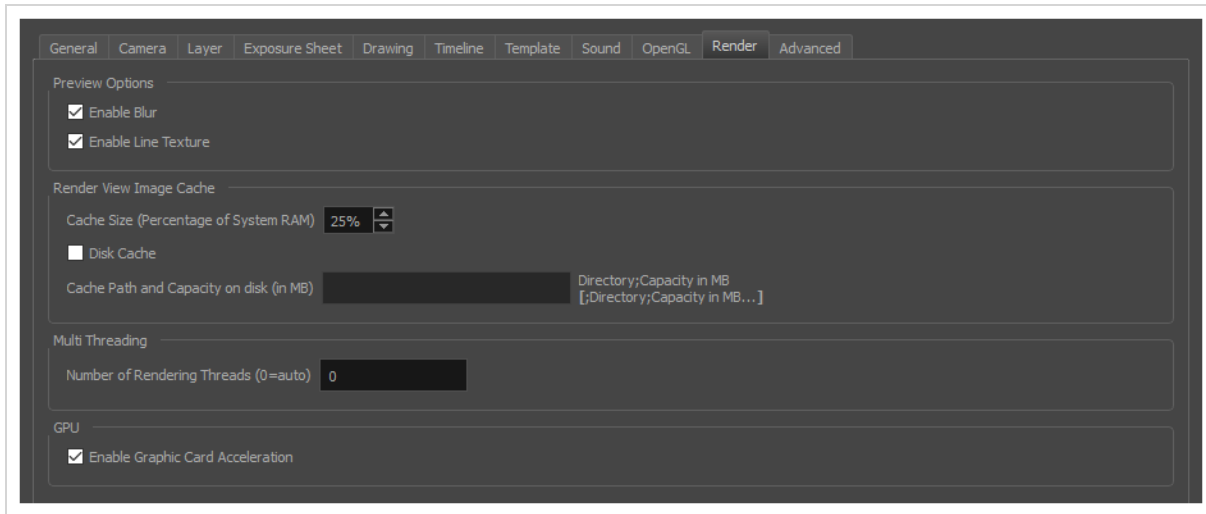 General Camera Layer Exposure Sheet Drawing Timeline Template Sound OpenGL Render Advanced
Preview Options
Enable Blur
Enable Line Texture
Render View Image Cache
Cache Size (Percentage of System RAM) 25%
Disk Cache
Cache Path and Capacity on disk (in MB)
Directory;Capacity in MB
[;Directory;Capacity in MB...]
Multi Threading
Number of Rendering Threads (0=auto) 0
GPU
Enable Graphic Card Acceleration